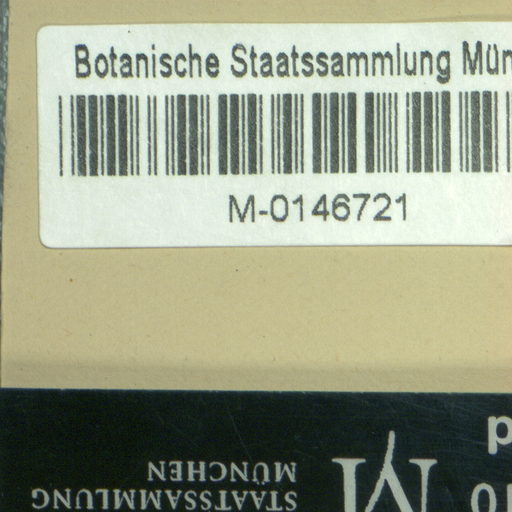 Botanische Staatssammlung Mün
M-0146721
STAATSSAMMLUNG
MÜNCHEN
M